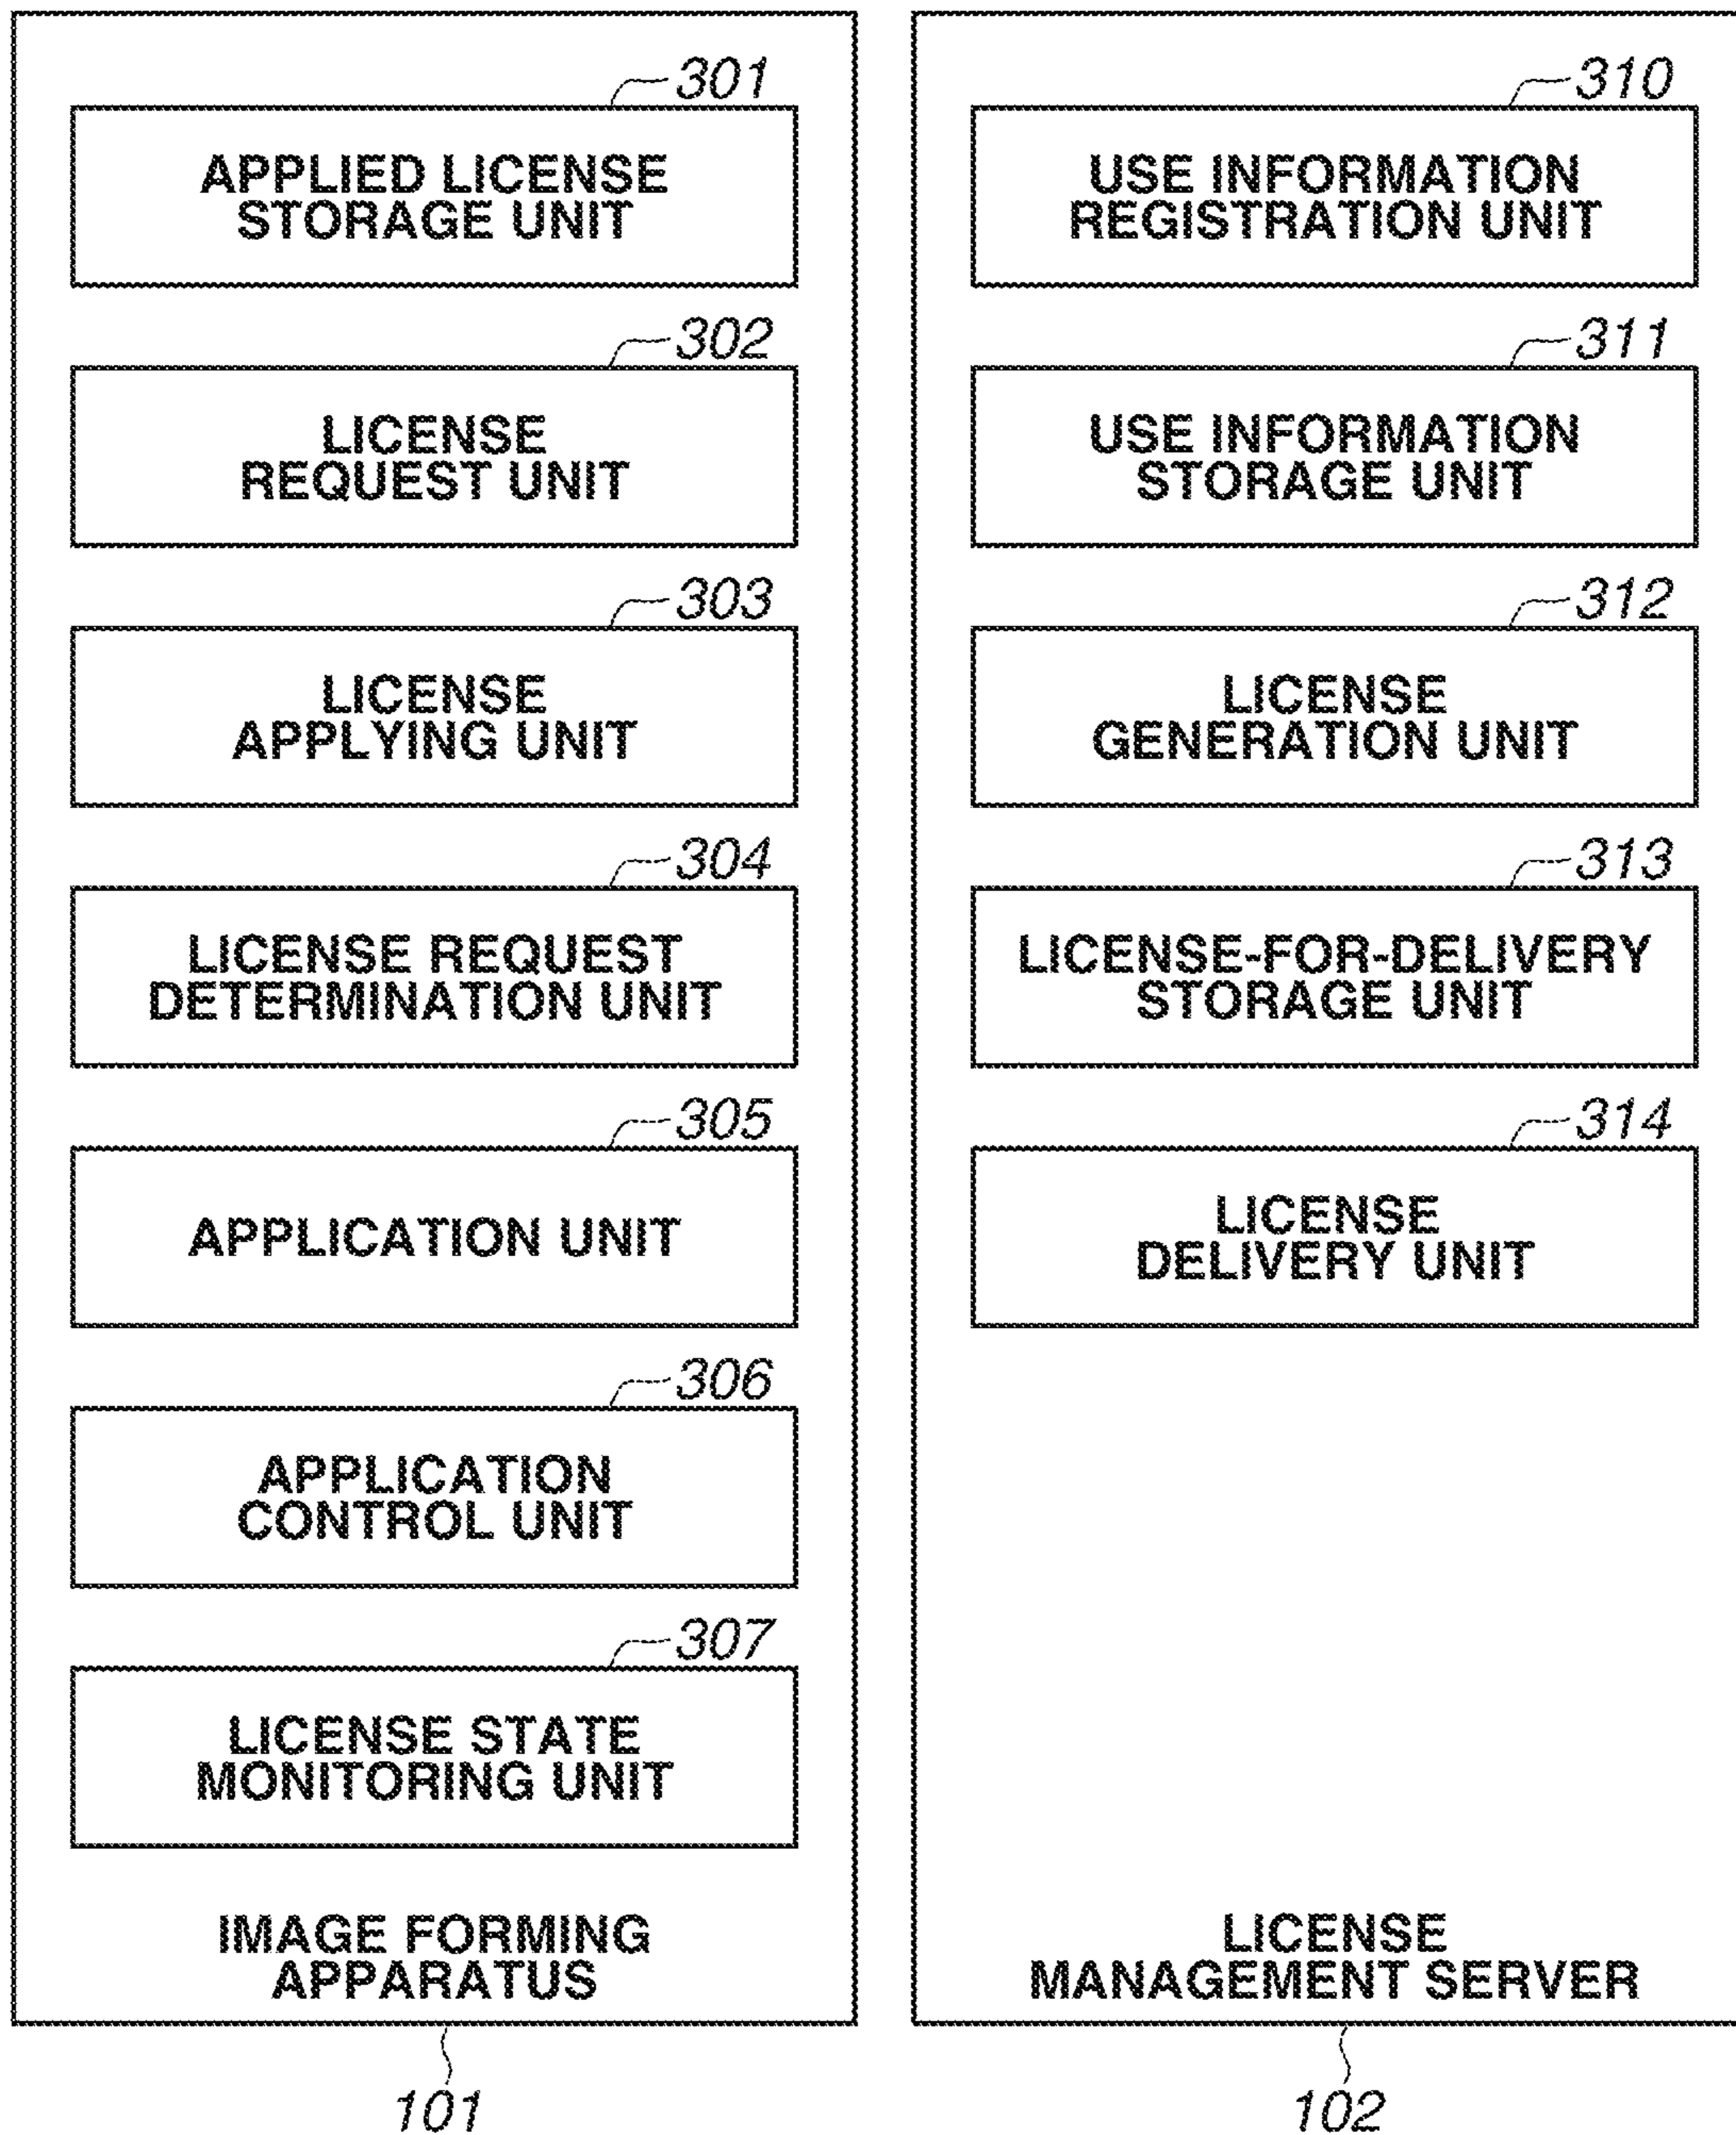 301
APPLIED LICENSE
STORAGE UNIT
302
LICENSE
REQUEST UNIT
303
LICENSE
APPLYING UNIT
304
LICENSE REQUEST
DETERMINATION UNIT
305
APPLICATION UNIT
306
APPLICATION
CONTROL UNIT
307
LICENSE STATE
MONITORING UNIT
IMAGE FORMING
APPARATUS
101
310
USE INFORMATION
REGISTRATION UNIT
311
USE INFORMATION
STORAGE UNIT
312
LICENSE
GENERATION UNIT
313
LICENSE-FOR-DELIVERY
STORAGE UNIT
314
LICENSE
DELIVERY UNIT
LICENSE
MANAGEMENT SERVER
102